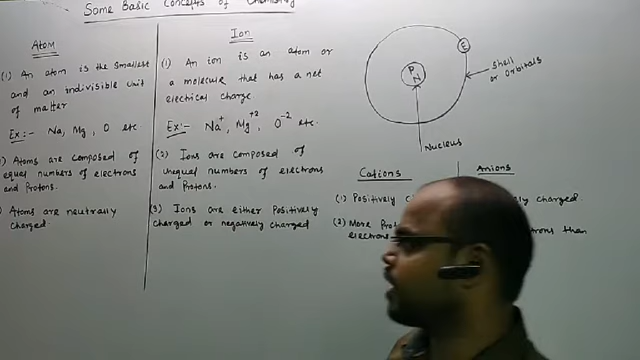 Some Basic Concepts of Chemistry
Atom
(1) An atom is the smallest
and an indivisible unit
of matter
Ex:- Na, Mg, O etc
) Atoms are composed of
equal numbers of electrons
and Protons.
) Atoms are neutrally
charged.
Ion
(1) An ion is an atom or
a molecule that has a net
electrical charge.
Ex:- Na+, Mg+2, O-2 etc.
(2) Ions are composed of
unequal numbers of electrons
and Protons.
(3) Ions are either Positively
charged or negatively charged
E
P
N
Shell
or Orbitals
Nucleus
Cations
(1) Positively
(2) More
electrons
Anions
charged
than